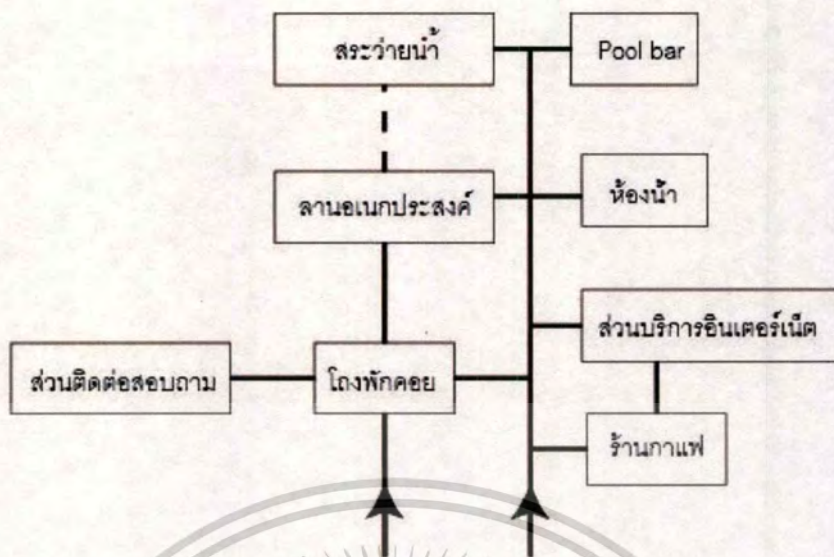 สระว่ายน้ำ
Pool bar
ลานอเนกประสงค์
ห้องน้ำ
ส่วนบริการอินเตอร์เน็ต
ส่วนติดต่อสอบถาม
โถงพักคอย
ร้านกาแฟ